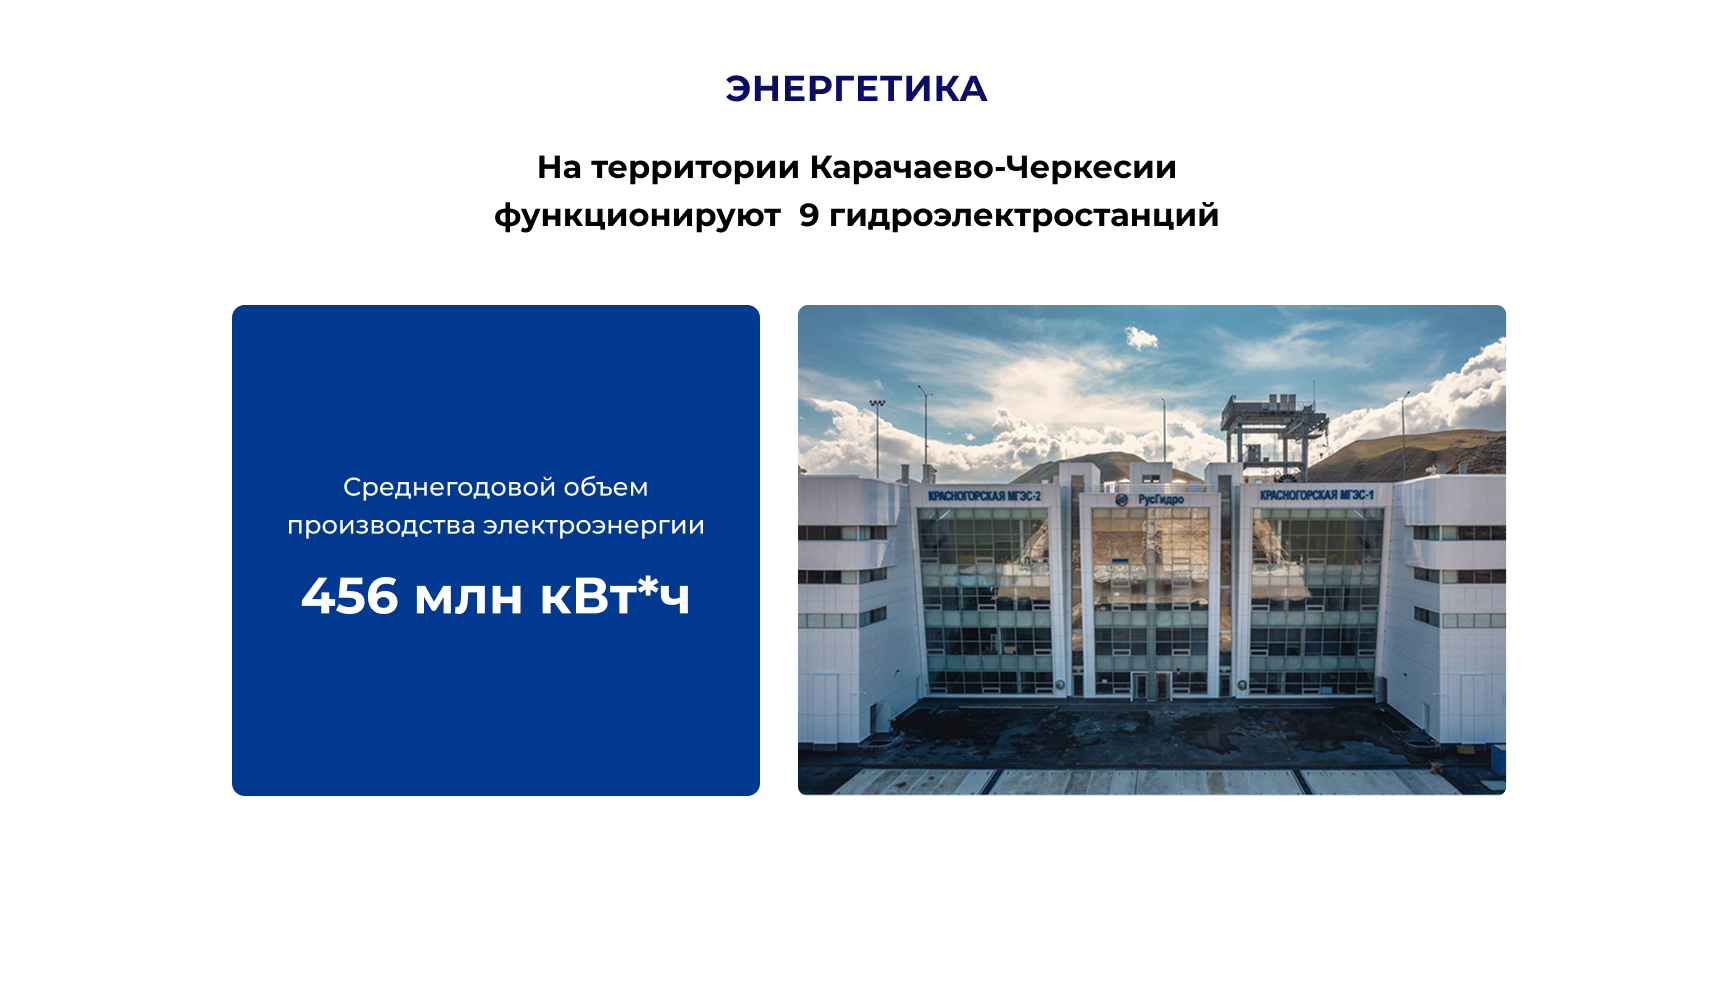 ЭНЕРГЕТИКА
На территории Карачаево-Черкесии
функционируют  9 гидроэлектростанций
Среднегодовой объем
производства электроэнергии
456 млн кВт*ч
КРАСНОГОРСКАЯ МГЭС-2
РусГидро
КРАСНОГОРСКАЯ МГЭС-1